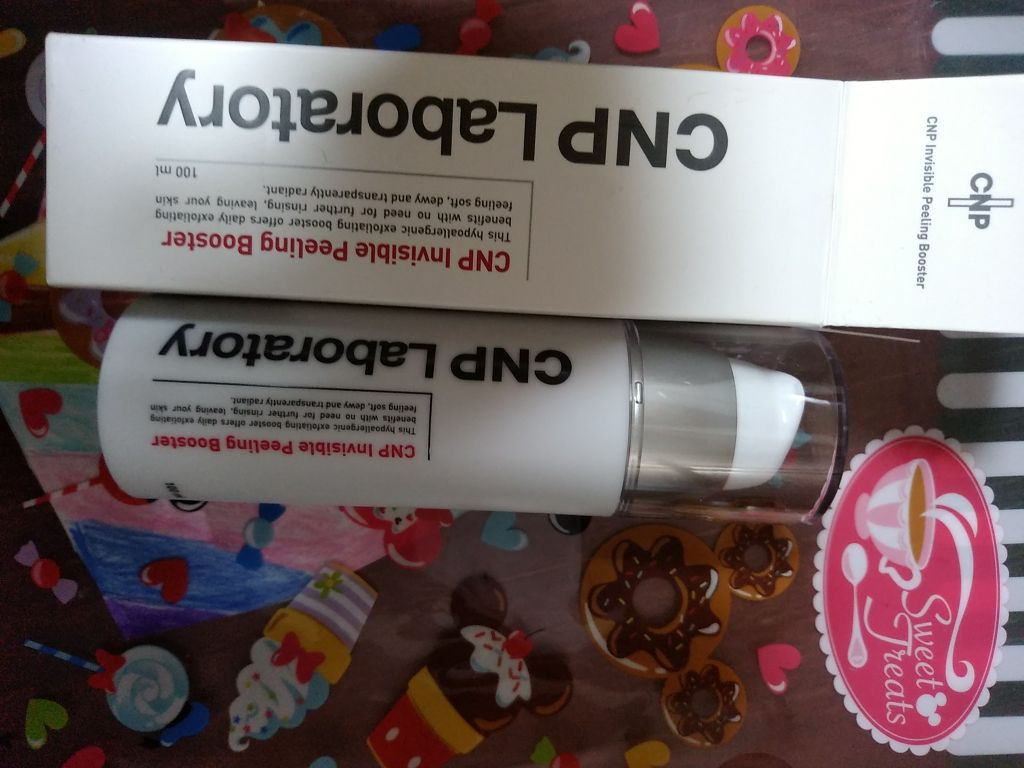 CNP Laboratory
100 ml
CNP Invisible Peeling Booster
This hypoallergenic exfoliating booster offers daily exfoliating
benefits with no need for further rinsing, leaving your skin
feeling soft, dewy and transparently radiant.
CNP
CNP Invisible Peeling Booster
CNP Laboratory
CNP Invisible Peeling Booster
This hypoallergenic exfoliating booster offers daily exfoliating
benefits with no need for further rinsing, leaving your skin
feeling soft, dewy and transparently radiant.
Sweet
Treats